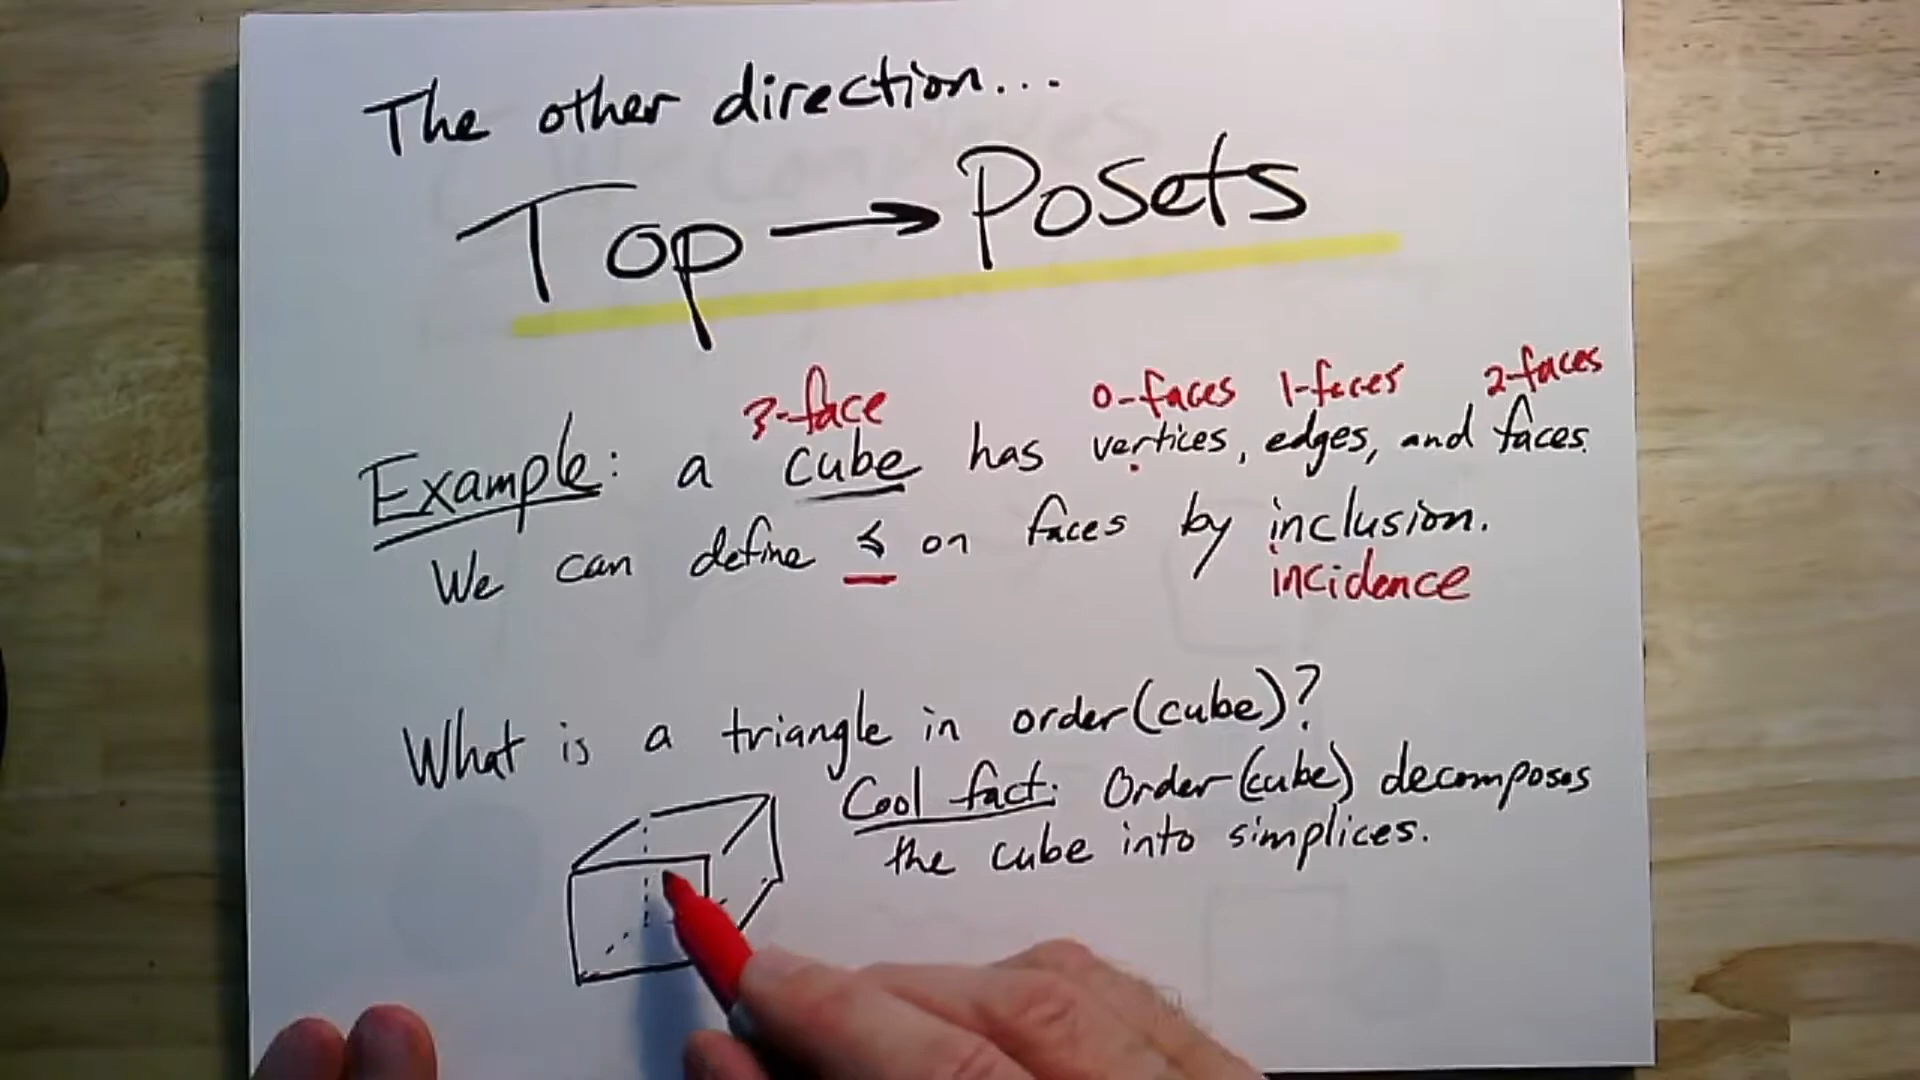 The other direction...
Top → Posets
3-face 0-faces 1-faces 2-faces
Example: a cube has vertices, edges, and faces.
We can define ≤ on faces by inclusion.
incidence
What is a triangle in order(cube)?
Cool fact: Order(cube) decomposes
the cube into simplices.